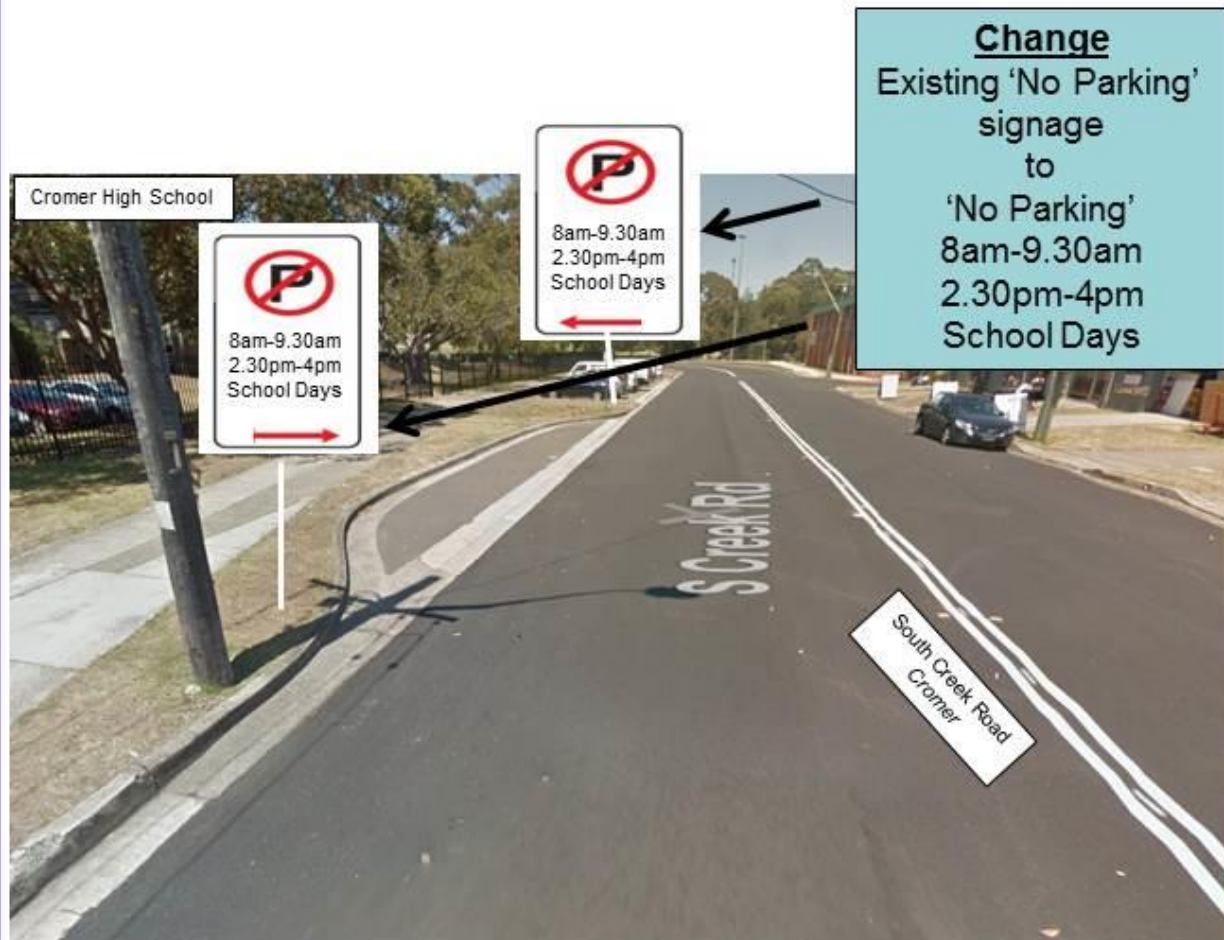 Change
Existing ‘No Parking’
signage
to
‘No Parking’
8am-9.30am
2.30pm-4pm
School Days
Cromer High School
P
8am-9.30am
2.30pm-4pm
School Days
P
8am-9.30am
2.30pm-4pm
School Days
S Creek Rd
South Creek Road
Cromer